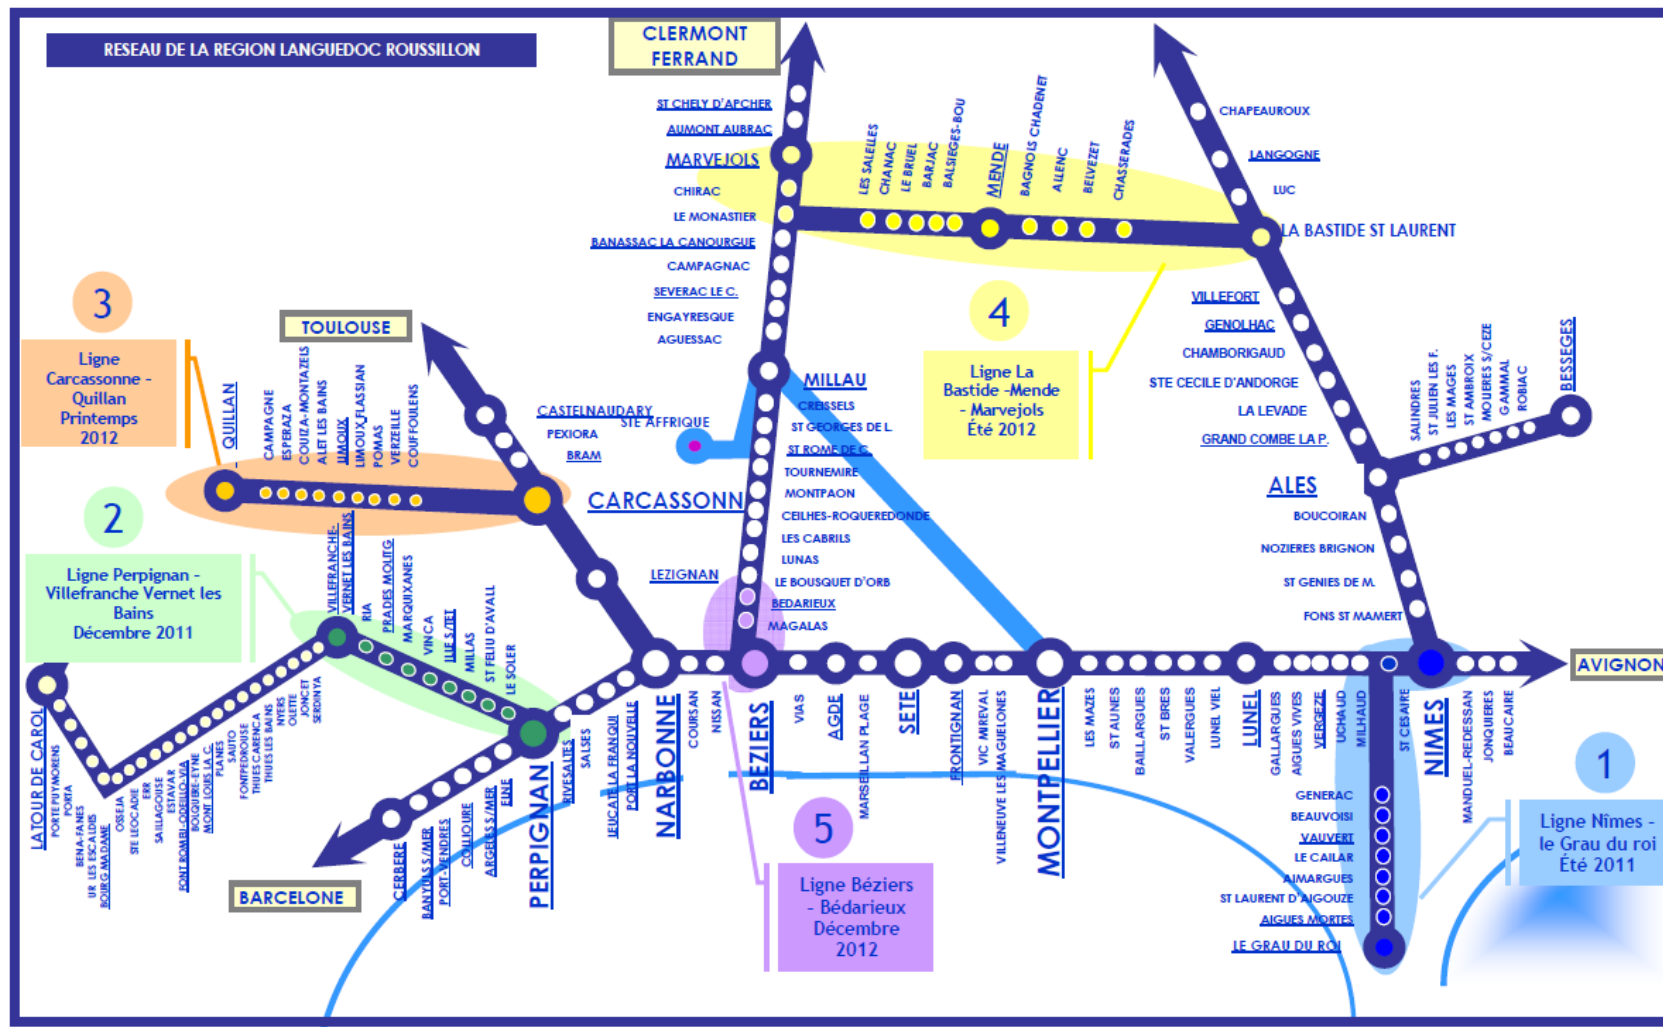 RESEAU DE LA REGION LANGUEDOC ROUSSILLON
CLERMONT
FERRAND
ST CHELY D'APCHER
AUMONT AUBRAC
MARVEJOLS
CHIRAC
LE MONASTIER
BANASSAC LA CANOURGUE
CAMPAGNAC
SEVERAC LE C.
ENGAYRESQUE
AGUESSAC
MILLAU
CREISSELS
ST GEORGES DE L.
ST ROME DE C.
TOURNEMIRE
MONTPAON
CEILHES-ROQUEREDONDE
LES CABRILS
LUNAS
LE BOUSQUET D'ORB
BEDARIEUX
MAGALAS
STE AFFRIQUE
LES SALELLES
CHANAC
LE BRUEL
BARJAC
BALSIEGES-BOU
MENDE
BAGNOLS CHADENET
ALLENC
BELVEZET
CHASSERADES
CHAPEAUROUX
LANGOGNE
LUC
LA BASTIDE ST LAURENT
VILLEFORT
GENOLHAC
CHAMBORIGAUD
STE CECILE D'ANDORGE
LA LEVADE
GRAND COMBE LA P.
ALES
BOUCOIRAN
NOZIERES BRIGNON
ST GENIES DE M.
FONS ST MAMERT
SALINDRES
ST JULIEN LES F.
LES MAGES
ST AMBROIX
MOLIERES S/CEZE
GAMMAL
ROBIAC
BESSEGES
3
Ligne
Carcassonne -
Quillan
Printemps
2012
TOULOUSE
CASTELNAUDARY
PEXIORA
BRAM
CARCASSONN
LEZIGNAN
QUILLAN
CAMPAGNE
ESPERAZA
COUIZA-MONTAZELS
ALET LES BAINS
LIMOUX
LIMOUX FLASSIAN
POMAS
VERZEILLE
COUFFOULENS
4
Ligne La
Bastide -Mende
- Marvejols
Été 2012
2
Ligne Perpignan -
Villefranche Vernet les
Bains
Décembre 2011
VILLEFRANCHE-
VERNET LES BAINS
RIA
PRADES MOLITG
MARQUIXANES
VINCA
ILLE S/TET
MILLAS
ST FELIU D'AVALL
LE SOLER
LATOUR DE CAROL
PORTE PUYMORENS
PORTA
BENA-FANES
UR LES ESCALDES
BOURG MADAME
OSSEJA
STE LEOCADIE
ERR
SAILLAGOUSE
ESTAVAR
FONT ROMEU-ODEILLO-VIA
BOLQUERE-EYNE
MONT LOUIS LA C.
PLANES
SAUTO
FONTPEDROUSE
THUES CARENCA
THUES LES BAINS
NYERS
OLETTE
JONCET
SERDINYA
BARCELONE
CERBERE
BANYULS S/MER
PORT-VENDRES
COLLIOURE
ARGELES S/MER
ELNE
PERPIGNAN
RIVESALTES
SALSES
LEUCATE LA FRANQUI
PORT LA NOUVELLE
NARBONNE
COURSAN
NISSAN
BEZIERS
VIAS
AGDE
MARSEILLAN PLAGE
SETE
FRONTIGNAN
VIC MIREVAL
VILLENEUVE LES MAGUELONES
MONTPELLIER
LES MAZES
ST AUNES
BAILLARGUES
ST BRES
VALERGUES
LUNEL VIEL
LUNEL
GALLARGUES
AIGUES VIVES
VERGEZE
UCHAUD
MILHAUD
ST CESAIRE
NIMES
MANDUEL-REDESSAN
JONQUIERES
BEAUCAIRE
AVIGNON
GENERAC
BEAUVOISI
VAUVERT
LE CAILAR
AIMARGUES
ST LAURENT D'AIGOUZE
AIGUES MORTES
LE GRAU DU ROI
5
Ligne Béziers
- Bédarieux
Décembre
2012
1
Ligne Nîmes -
le Grau du roi
Été 2011